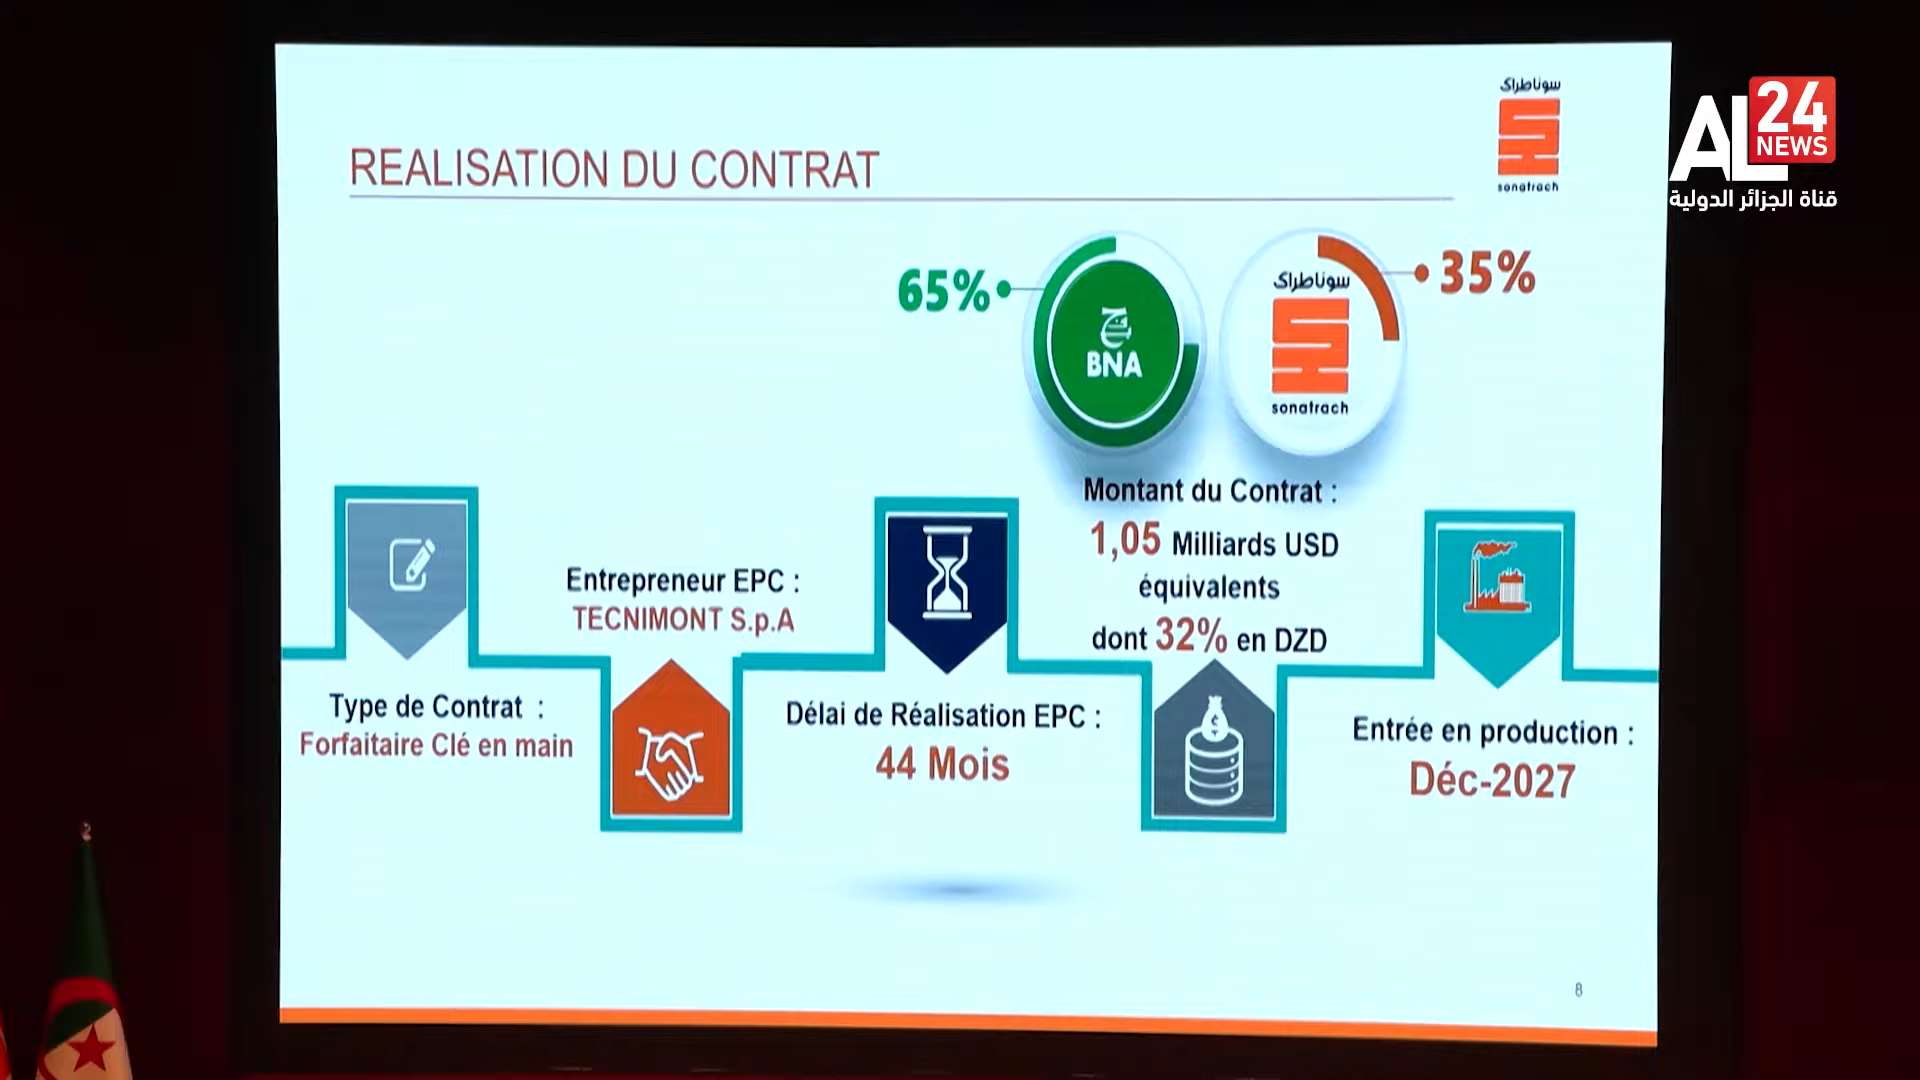 سوناطراك
sonatrach
AL
24
NEWS
قناة الجزائر الدولية
REALISATION DU CONTRAT
65%
BNA
سوناطراك
sonatrach
35%
Type de Contrat :
Forfaitaire Clé en main
Entrepreneur EPC :
TECNIMONT S.p.A
Délai de Réalisation EPC :
44 Mois
Montant du Contrat :
1,05 Milliards USD
équivalents
dont 32% en DZD
Entrée en production :
Déc-2027
8